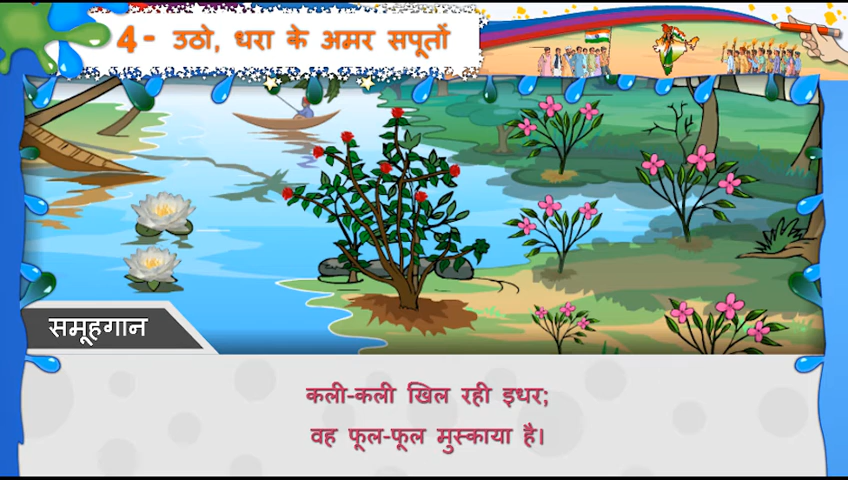 4- उठो, धरा के अमर सपूतों
समूहगान
कली-कली खिल रही इधर;
वह फूल-फूल मुस्काया है।